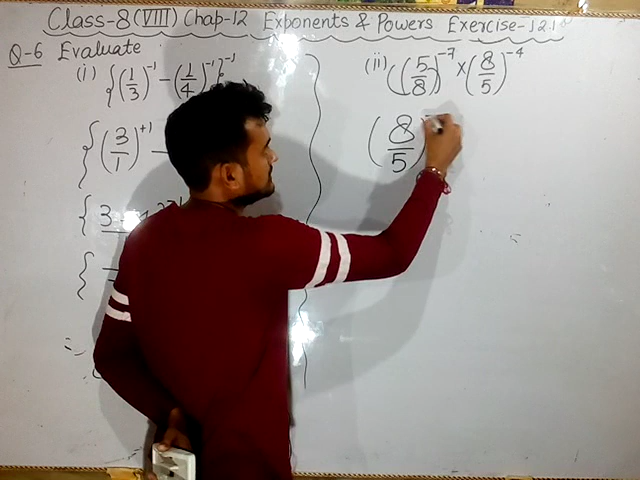 Class-8 (VIII) Chap-12 Exponents & Powers Exercise-12.1
Q-6 Evaluate
(i) {(1/3)^-1 - (1/4)^-1}^-1
(ii) ((5/8)^-7 × (8/5)^-4
{(3/1)^+1 -
(8/5)
{ 3
{